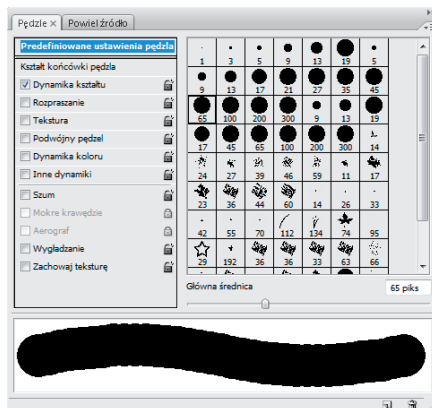 Pędzle × Powiel źródło
Predefiniowane ustawienia pędzla
Kształt końcówki pędzla
Dynamika kształtu
Rozpraszanie
Tekstura
Podwójny pędzel
Dynamika koloru
Inne dynamiki
Szum
Mokre krawędzie
Aerograf
Wygładzanie
Zachowaj teksturę
1 3 5 9 13 19 5
9 13 17 21 27 35 45
65 100 200 300 9 13 19
17 45 65 100 200 300 14
24 27 39 46 59 11 17
23 36 44 60 14 26 33
42 55 70 112 134 74 95
29 192 36 36 33 63 66
Główna średnica 65 piks